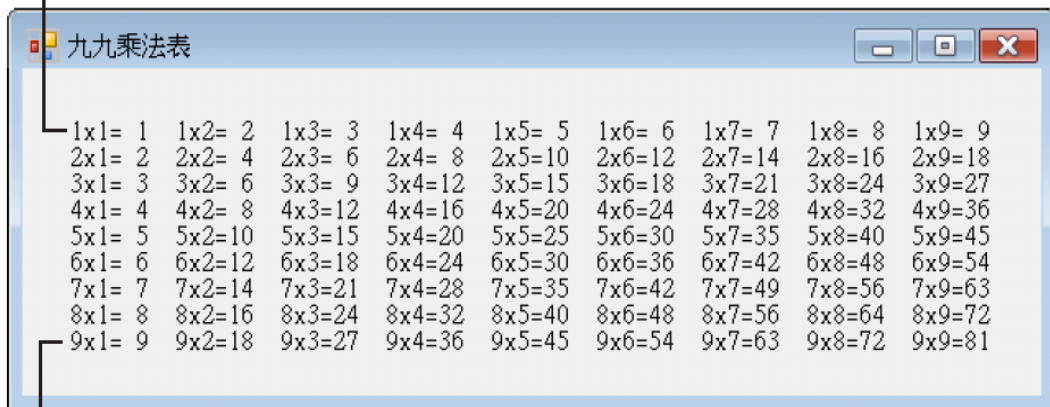 九九乘法表
1x1= 1  1x2= 2  1x3= 3  1x4= 4  1x5= 5  1x6= 6  1x7= 7  1x8= 8  1x9= 9
2x1= 2  2x2= 4  2x3= 6  2x4= 8  2x5=10  2x6=12  2x7=14  2x8=16  2x9=18
3x1= 3  3x2= 6  3x3= 9  3x4=12  3x5=15  3x6=18  3x7=21  3x8=24  3x9=27
4x1= 4  4x2= 8  4x3=12  4x4=16  4x5=20  4x6=24  4x7=28  4x8=32  4x9=36
5x1= 5  5x2=10  5x3=15  5x4=20  5x5=25  5x6=30  5x7=35  5x8=40  5x9=45
6x1= 6  6x2=12  6x3=18  6x4=24  6x5=30  6x6=36  6x7=42  6x8=48  6x9=54
7x1= 7  7x2=14  7x3=21  7x4=28  7x5=35  7x6=42  7x7=49  7x8=56  7x9=63
8x1= 8  8x2=16  8x3=24  8x4=32  8x5=40  8x6=48  8x7=56  8x8=64  8x9=72
9x1= 9  9x2=18  9x3=27  9x4=36  9x5=45  9x6=54  9x7=63  9x8=72  9x9=81